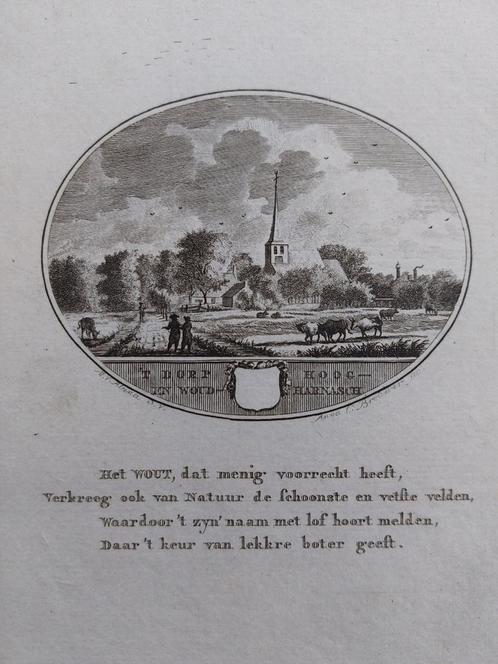 'T DORP HOOG-
EN WOUD- HARNASCH
Het WOUT, dat menig voorrecht heeft,
Verkreeg ook van Natuur de schoonste en vetste velden,
Waardoor 't zyn' naam met lof hoort melden,
Daar 't keur van lekkre boter geeft.